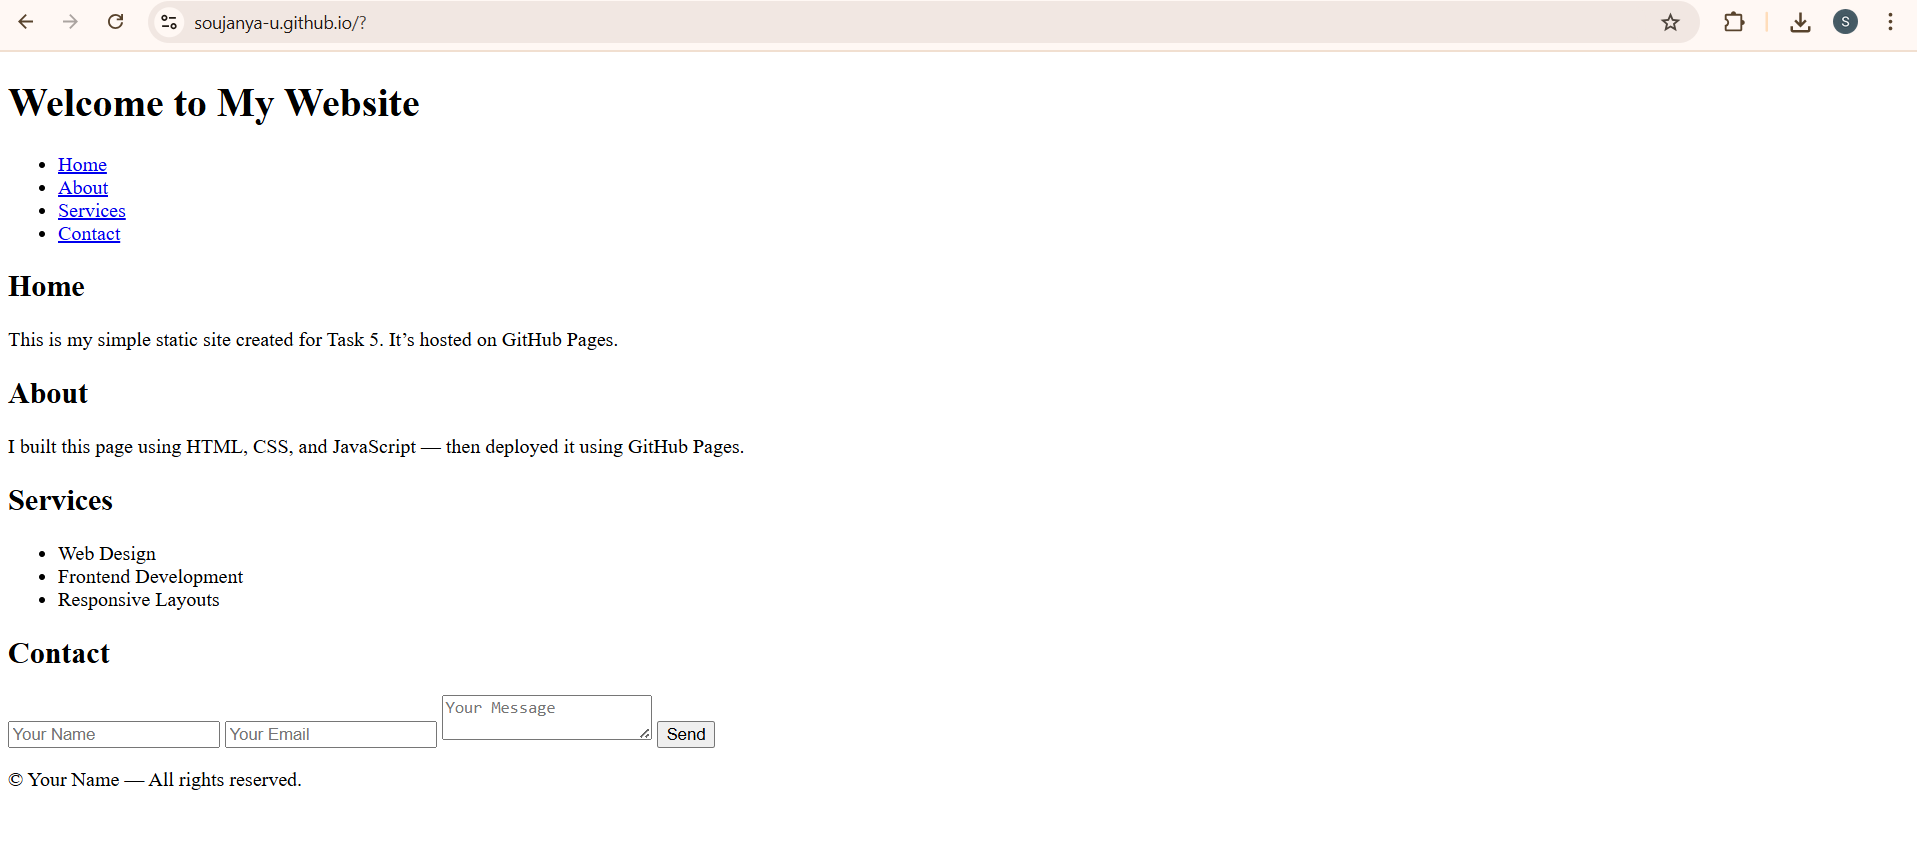 soujanya-u.github.io/?
S
Welcome to My Website
Home
About
Services
Contact
Home
This is my simple static site created for Task 5. It’s hosted on GitHub Pages.
About
I built this page using HTML, CSS, and JavaScript — then deployed it using GitHub Pages.
Services
Web Design
Frontend Development
Responsive Layouts
Contact
Your Name Your Email Your Message Send
© Your Name — All rights reserved.